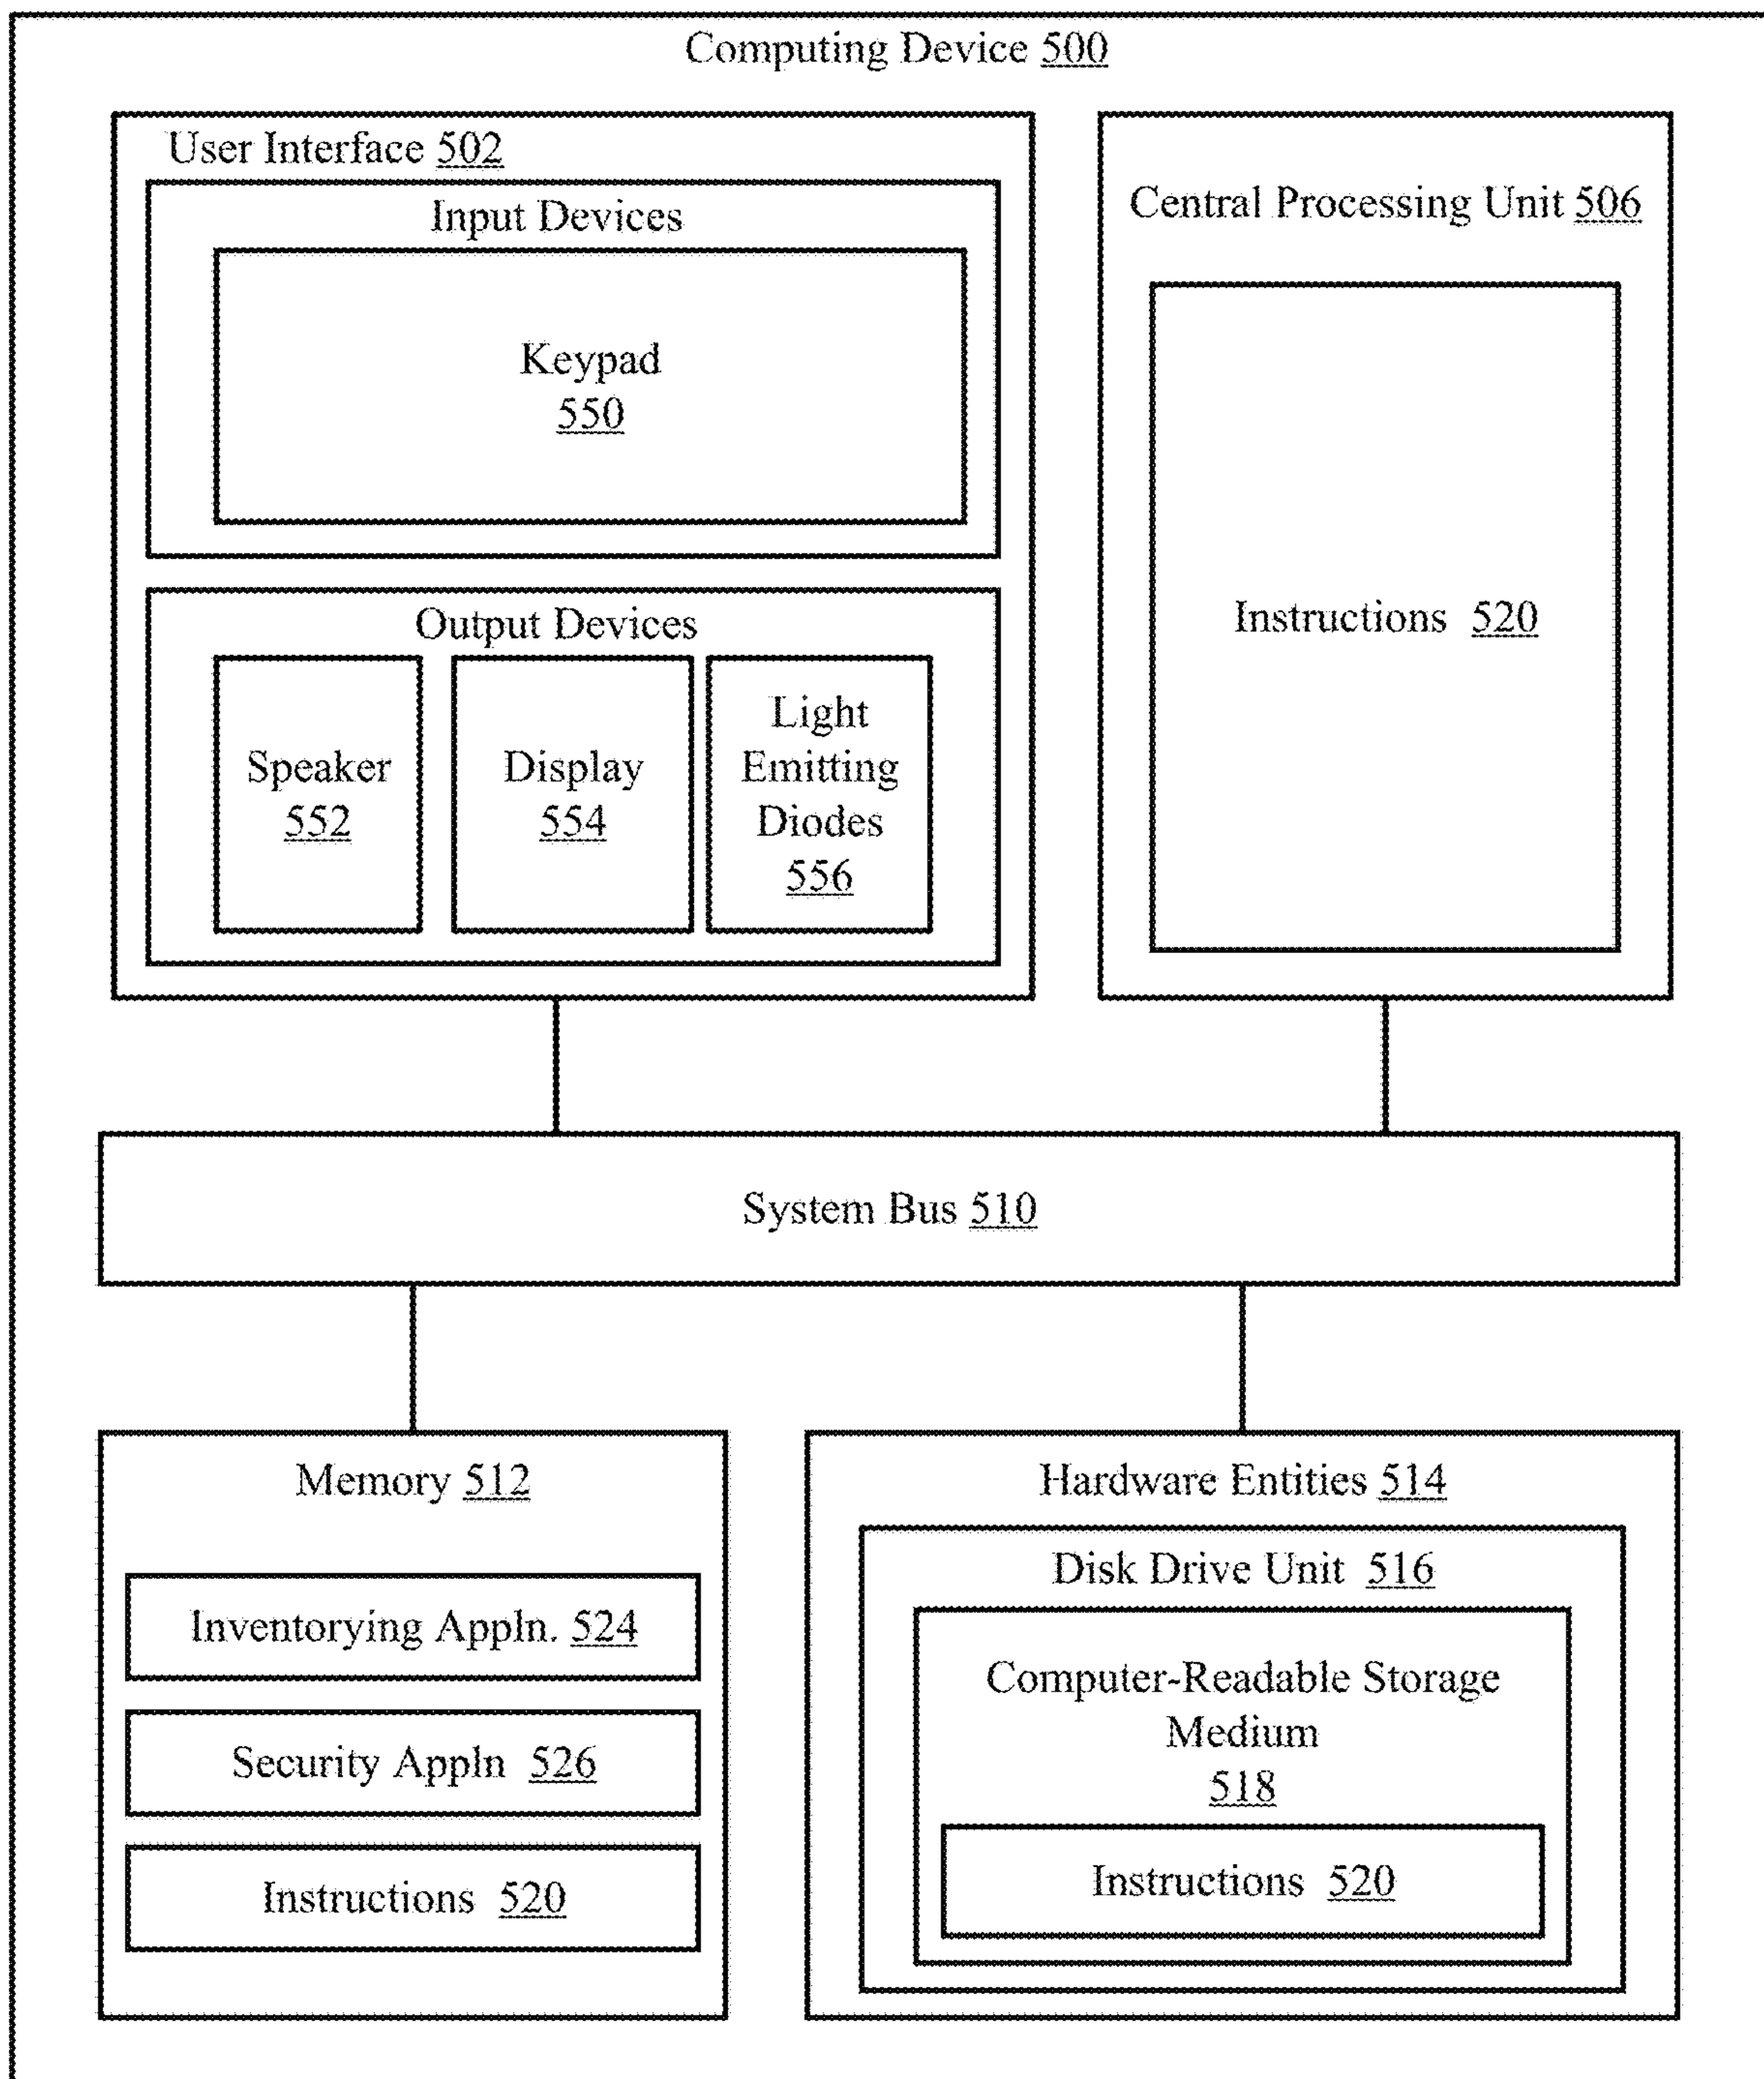 Computing Device 500
User Interface 502
Input Devices
Keypad
550
Output Devices
Speaker
552
Display
554
Light
Emitting
Diodes
556
Central Processing Unit 506
Instructions 520
System Bus 510
Memory 512
Inventorying Appln. 524
Security Appln 526
Instructions 520
Hardware Entities 514
Disk Drive Unit 516
Computer-Readable Storage
Medium
518
Instructions 520